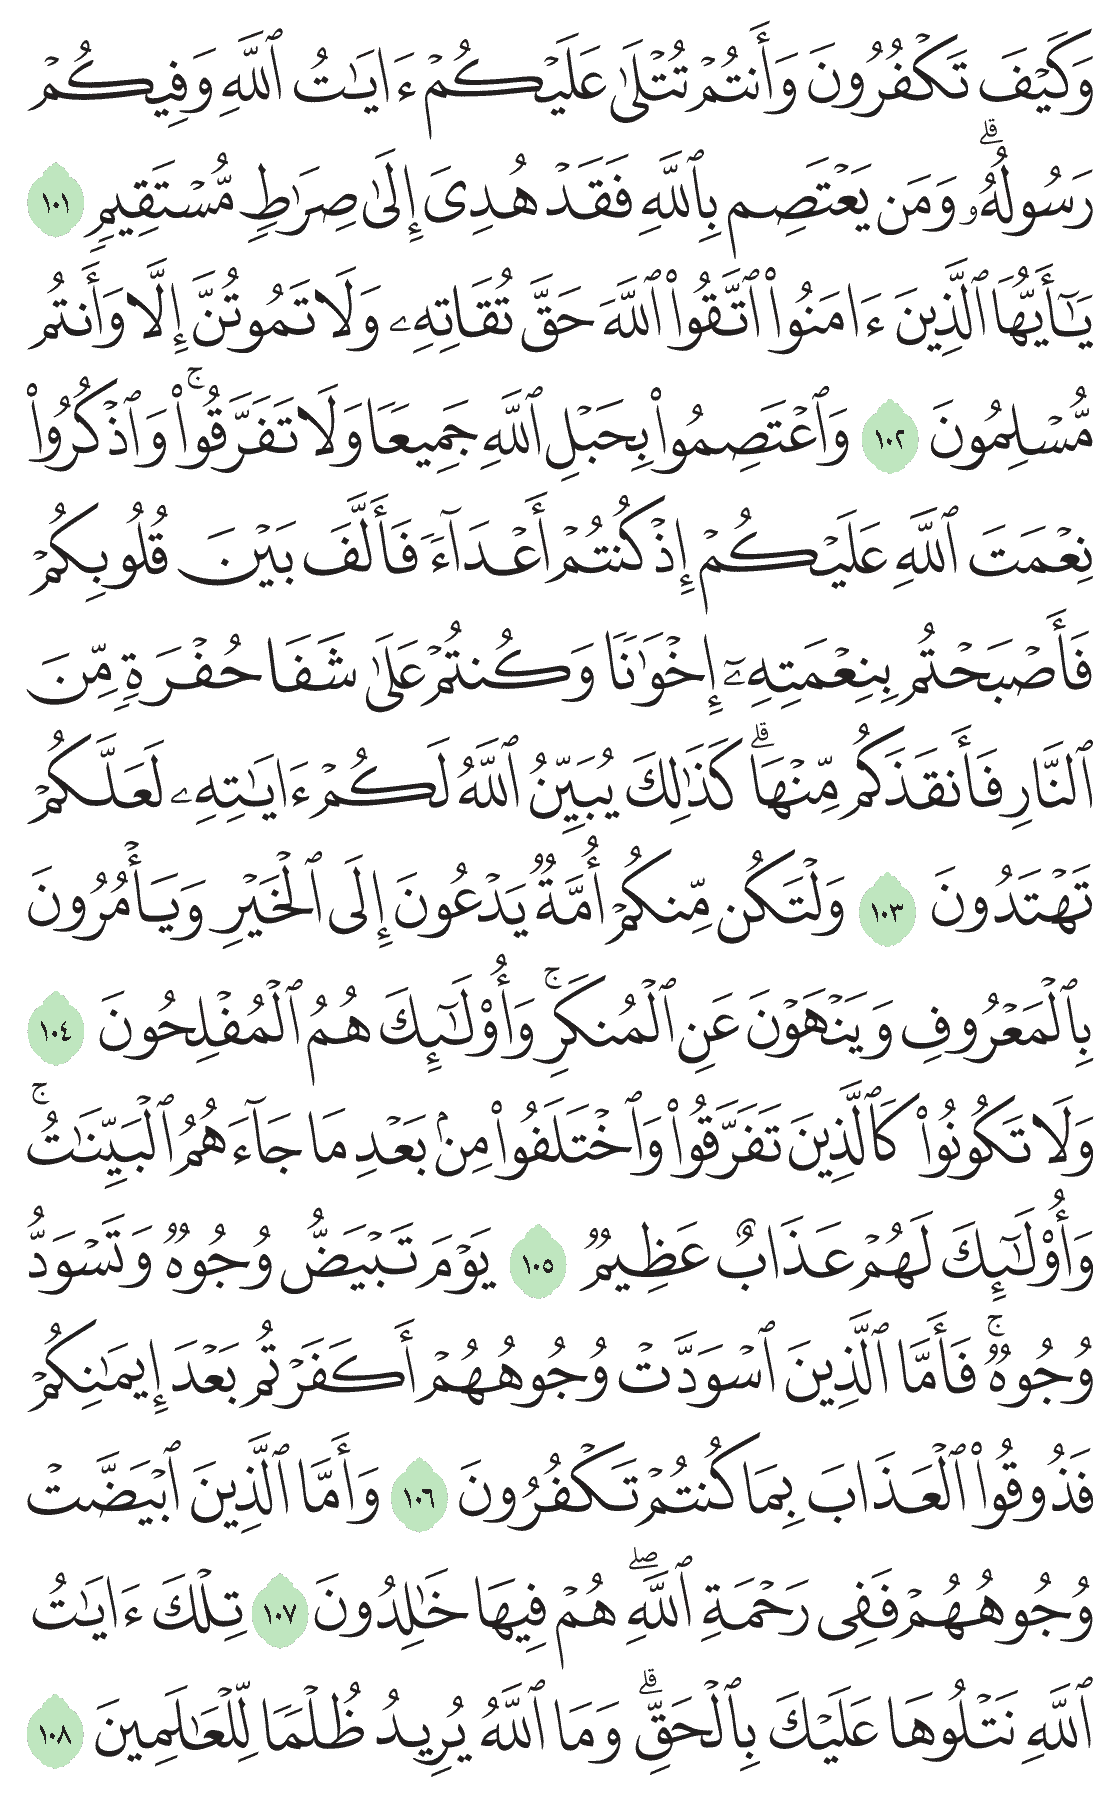 وَكَيۡفَ تَكۡفُرُونَ وَأَنتُمۡ تُتۡلَىٰ عَلَيۡكُمۡ ءَايَٰتُ ٱللَّهِ وَفِيكُمۡ
رَسُولُهُۥۗ وَمَن يَعۡتَصِم بِٱللَّهِ فَقَدۡ هُدِيَ إِلَىٰ صِرَٰطٖ مُّسۡتَقِيمٖ ١٠١
يَٰٓأَيُّهَا ٱلَّذِينَ ءَامَنُواْ ٱتَّقُواْ ٱللَّهَ حَقَّ تُقَاتِهِۦ وَلَا تَمُوتُنَّ إِلَّا وَأَنتُم
مُّسۡلِمُونَ ١٠٢ وَٱعۡتَصِمُواْ بِحَبۡلِ ٱللَّهِ جَمِيعٗا وَلَا تَفَرَّقُواْۚ وَٱذۡكُرُواْ
نِعۡمَتَ ٱللَّهِ عَلَيۡكُمۡ إِذۡ كُنتُمۡ أَعۡدَآءٗ فَأَلَّفَ بَيۡنَ قُلُوبِكُمۡ
فَأَصۡبَحۡتُم بِنِعۡمَتِهِۦٓ إِخۡوَٰنٗا وَكُنتُمۡ عَلَىٰ شَفَا حُفۡرَةٖ مِّنَ
ٱلنَّارِ فَأَنقَذَكُم مِّنۡهَاۗ كَذَٰلِكَ يُبَيِّنُ ٱللَّهُ لَكُمۡ ءَايَٰتِهِۦ لَعَلَّكُمۡ
تَهۡتَدُونَ ١٠٣ وَلۡتَكُن مِّنكُمۡ أُمَّةٞ يَدۡعُونَ إِلَى ٱلۡخَيۡرِ وَيَأۡمُرُونَ
بِٱلۡمَعۡرُوفِ وَيَنۡهَوۡنَ عَنِ ٱلۡمُنكَرِۚ وَأُوْلَٰٓئِكَ هُمُ ٱلۡمُفۡلِحُونَ ١٠٤
وَلَا تَكُونُواْ كَٱلَّذِينَ تَفَرَّقُواْ وَٱخۡتَلَفُواْ مِنۢ بَعۡدِ مَا جَآءَهُمُ ٱلۡبَيِّنَٰتُۚ
وَأُوْلَٰٓئِكَ لَهُمۡ عَذَابٌ عَظِيمٞ ١٠٥ يَوۡمَ تَبۡيَضُّ وُجُوهٞ وَتَسۡوَدُّ
وُجُوهٞۚ فَأَمَّا ٱلَّذِينَ ٱسۡوَدَّتۡ وُجُوهُهُمۡ أَكَفَرۡتُم بَعۡدَ إِيمَٰنِكُمۡ
فَذُوقُواْ ٱلۡعَذَابَ بِمَا كُنتُمۡ تَكۡفُرُونَ ١٠٦ وَأَمَّا ٱلَّذِينَ ٱبۡيَضَّتۡ
وُجُوهُهُمۡ فَفِي رَحۡمَةِ ٱللَّهِۖ هُمۡ فِيهَا خَٰلِدُونَ ١٠٧ تِلۡكَ ءَايَٰتُ
ٱللَّهِ نَتۡلُوهَا عَلَيۡكَ بِٱلۡحَقِّۗ وَمَا ٱللَّهُ يُرِيدُ ظُلۡمٗا لِّلۡعَٰلَمِينَ ١٠٨